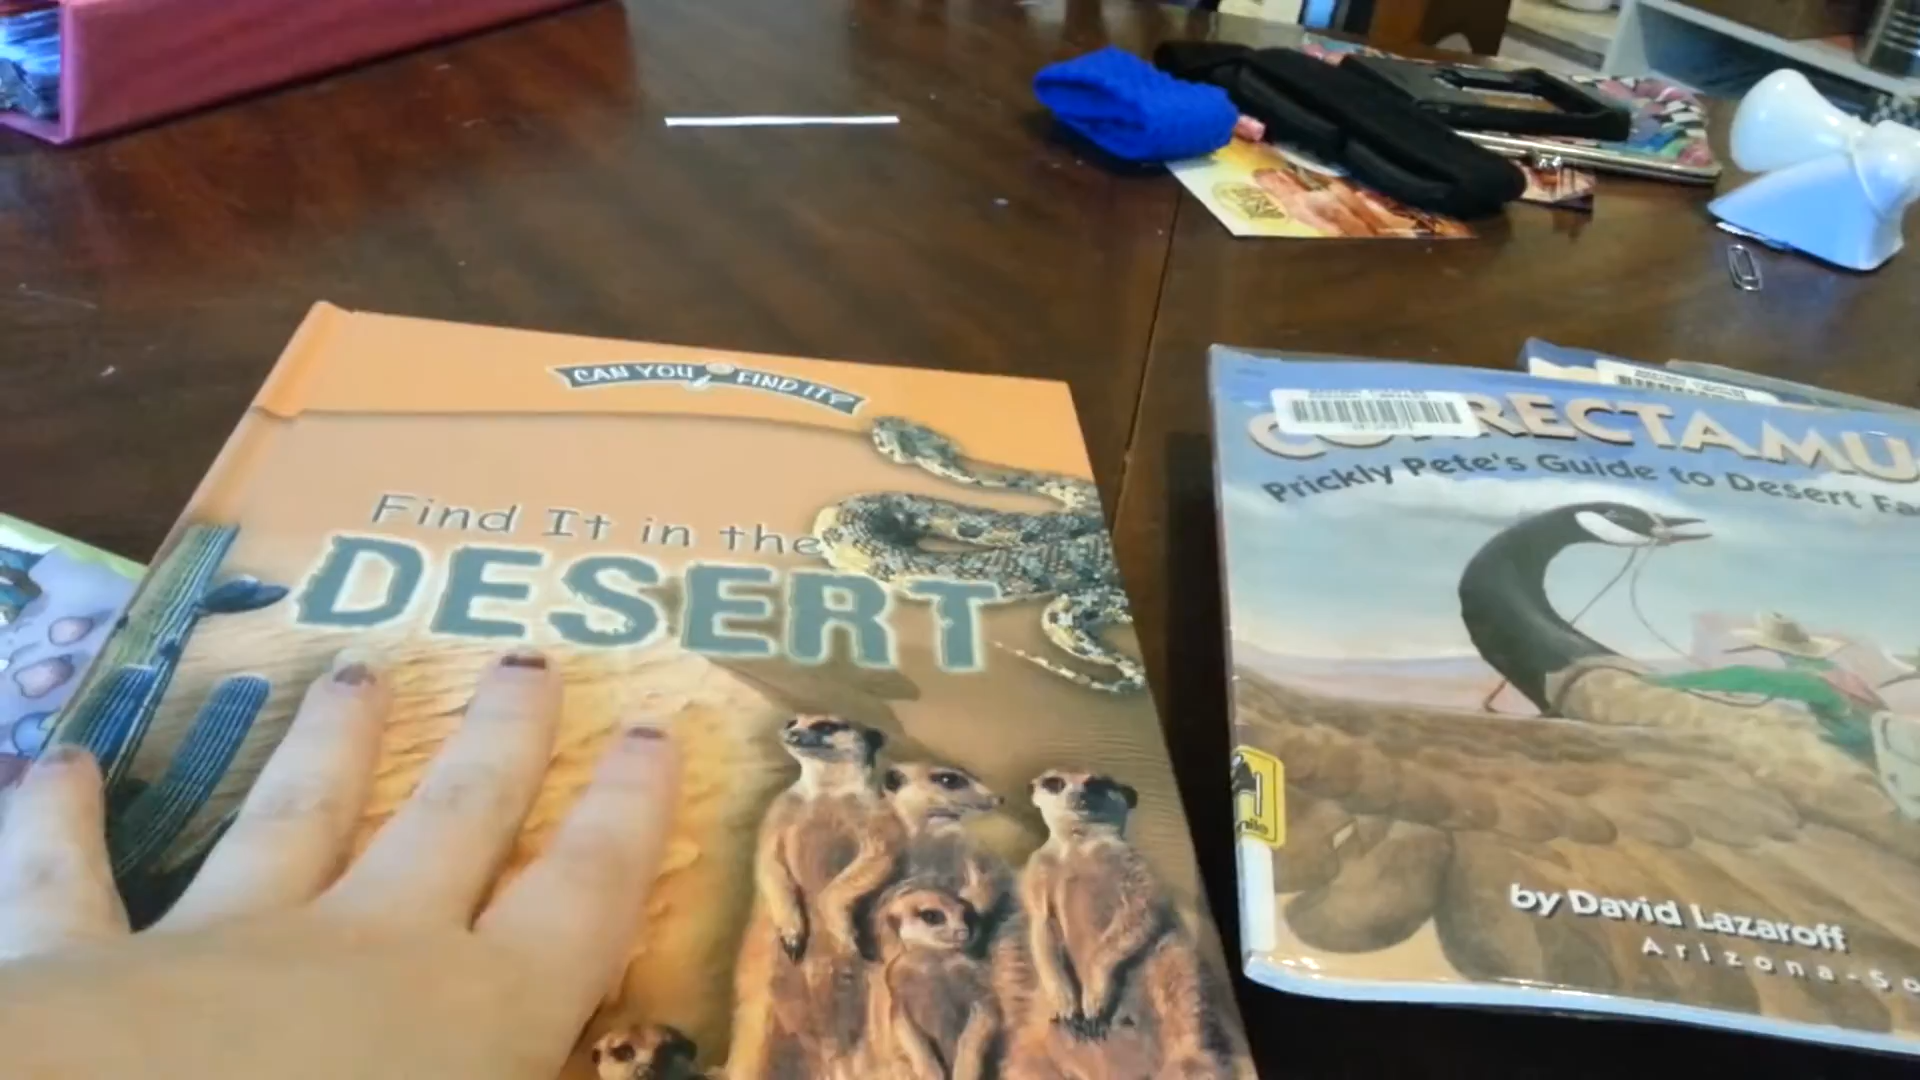 CAN YOU FIND IT?
Find It in the
DESERT
RECTAMU
Prickly Pete's Guide to Desert Fa
by David Lazaroff
Arizona-So